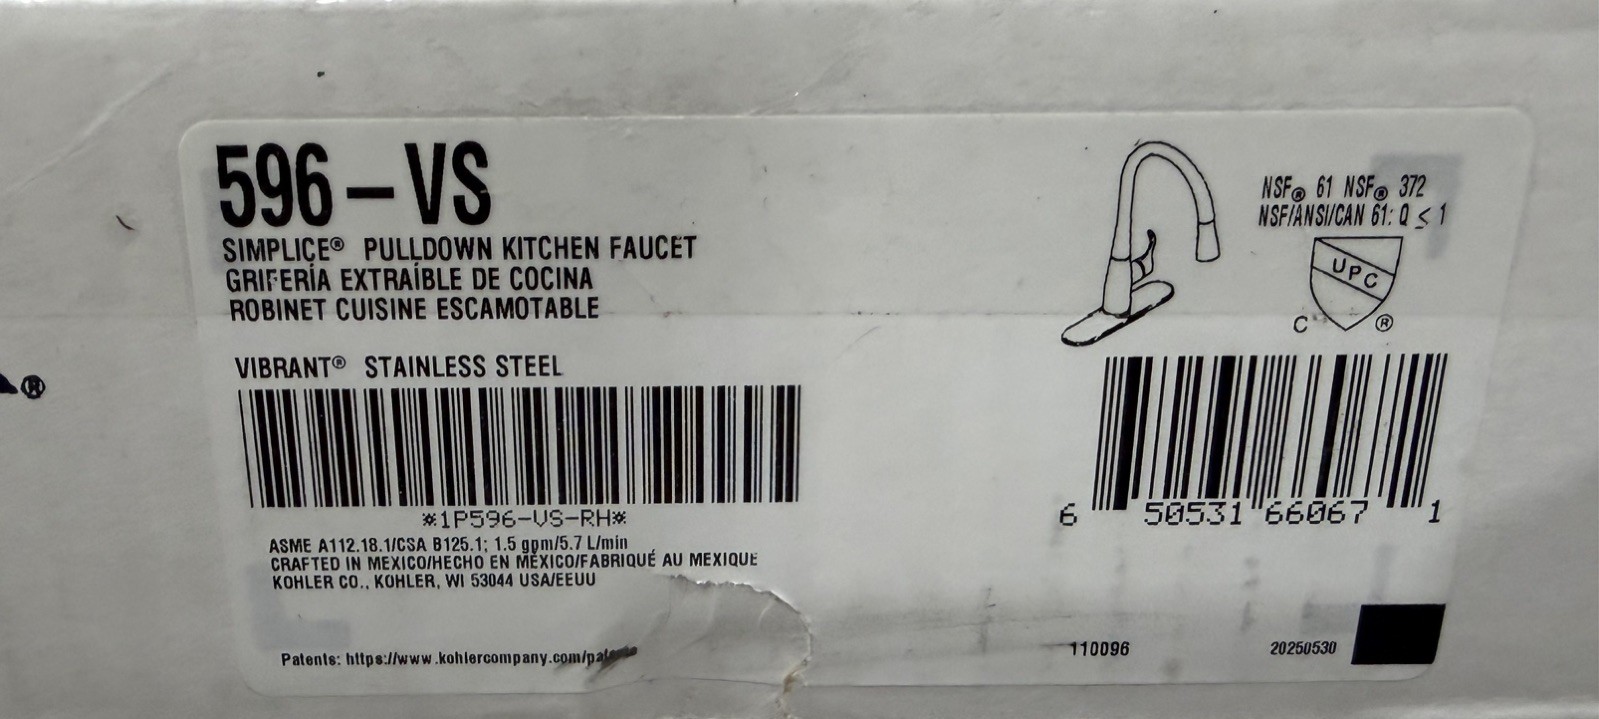 596-VS
SIMPLICE® PULLDOWN KITCHEN FAUCET
GRIFERÍA EXTRAÍBLE DE COCINA
ROBINET CUISINE ESCAMOTABLE
VIBRANT® STAINLESS STEEL
*1P596-VS-RH*
ASME A112.18.1/CSA B125.1; 1.5 gpm/5.7 L/min
CRAFTED IN MEXICO/HECHO EN MÉXICO/FABRIQUÉ AU MEXIQUE
KOHLER CO., KOHLER, WI 53044 USA/EEUU
Patents: https://www.kohlercompany.com/patents
NSF® 61 NSF® 372
NSF/ANSI/CAN 61: Q ≤ 1
UPC
C ®
6 50531 66067 1
110096
20250530
®